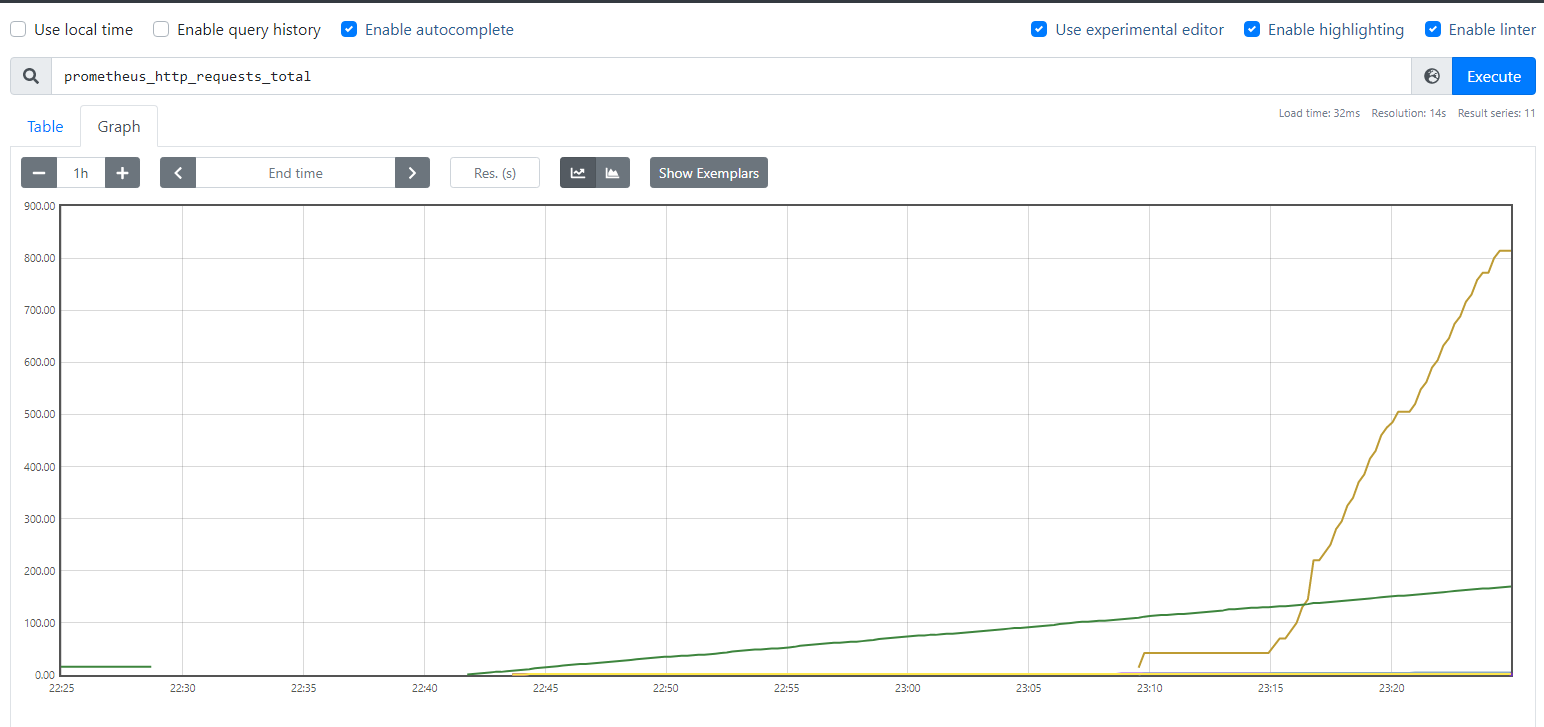 Use local time Enable query history Enable autocomplete Use experimental editor Enable highlighting Enable linter
prometheus_http_requests_total Execute
Load time: 32ms Resolution: 14s Result series: 11
Table Graph
1h End time Res. (s) Show Exemplars
900.00
800.00
700.00
600.00
500.00
400.00
300.00
200.00
100.00
0.00
22:25 22:30 22:35 22:40 22:45 22:50 22:55 23:00 23:05 23:10 23:15 23:20